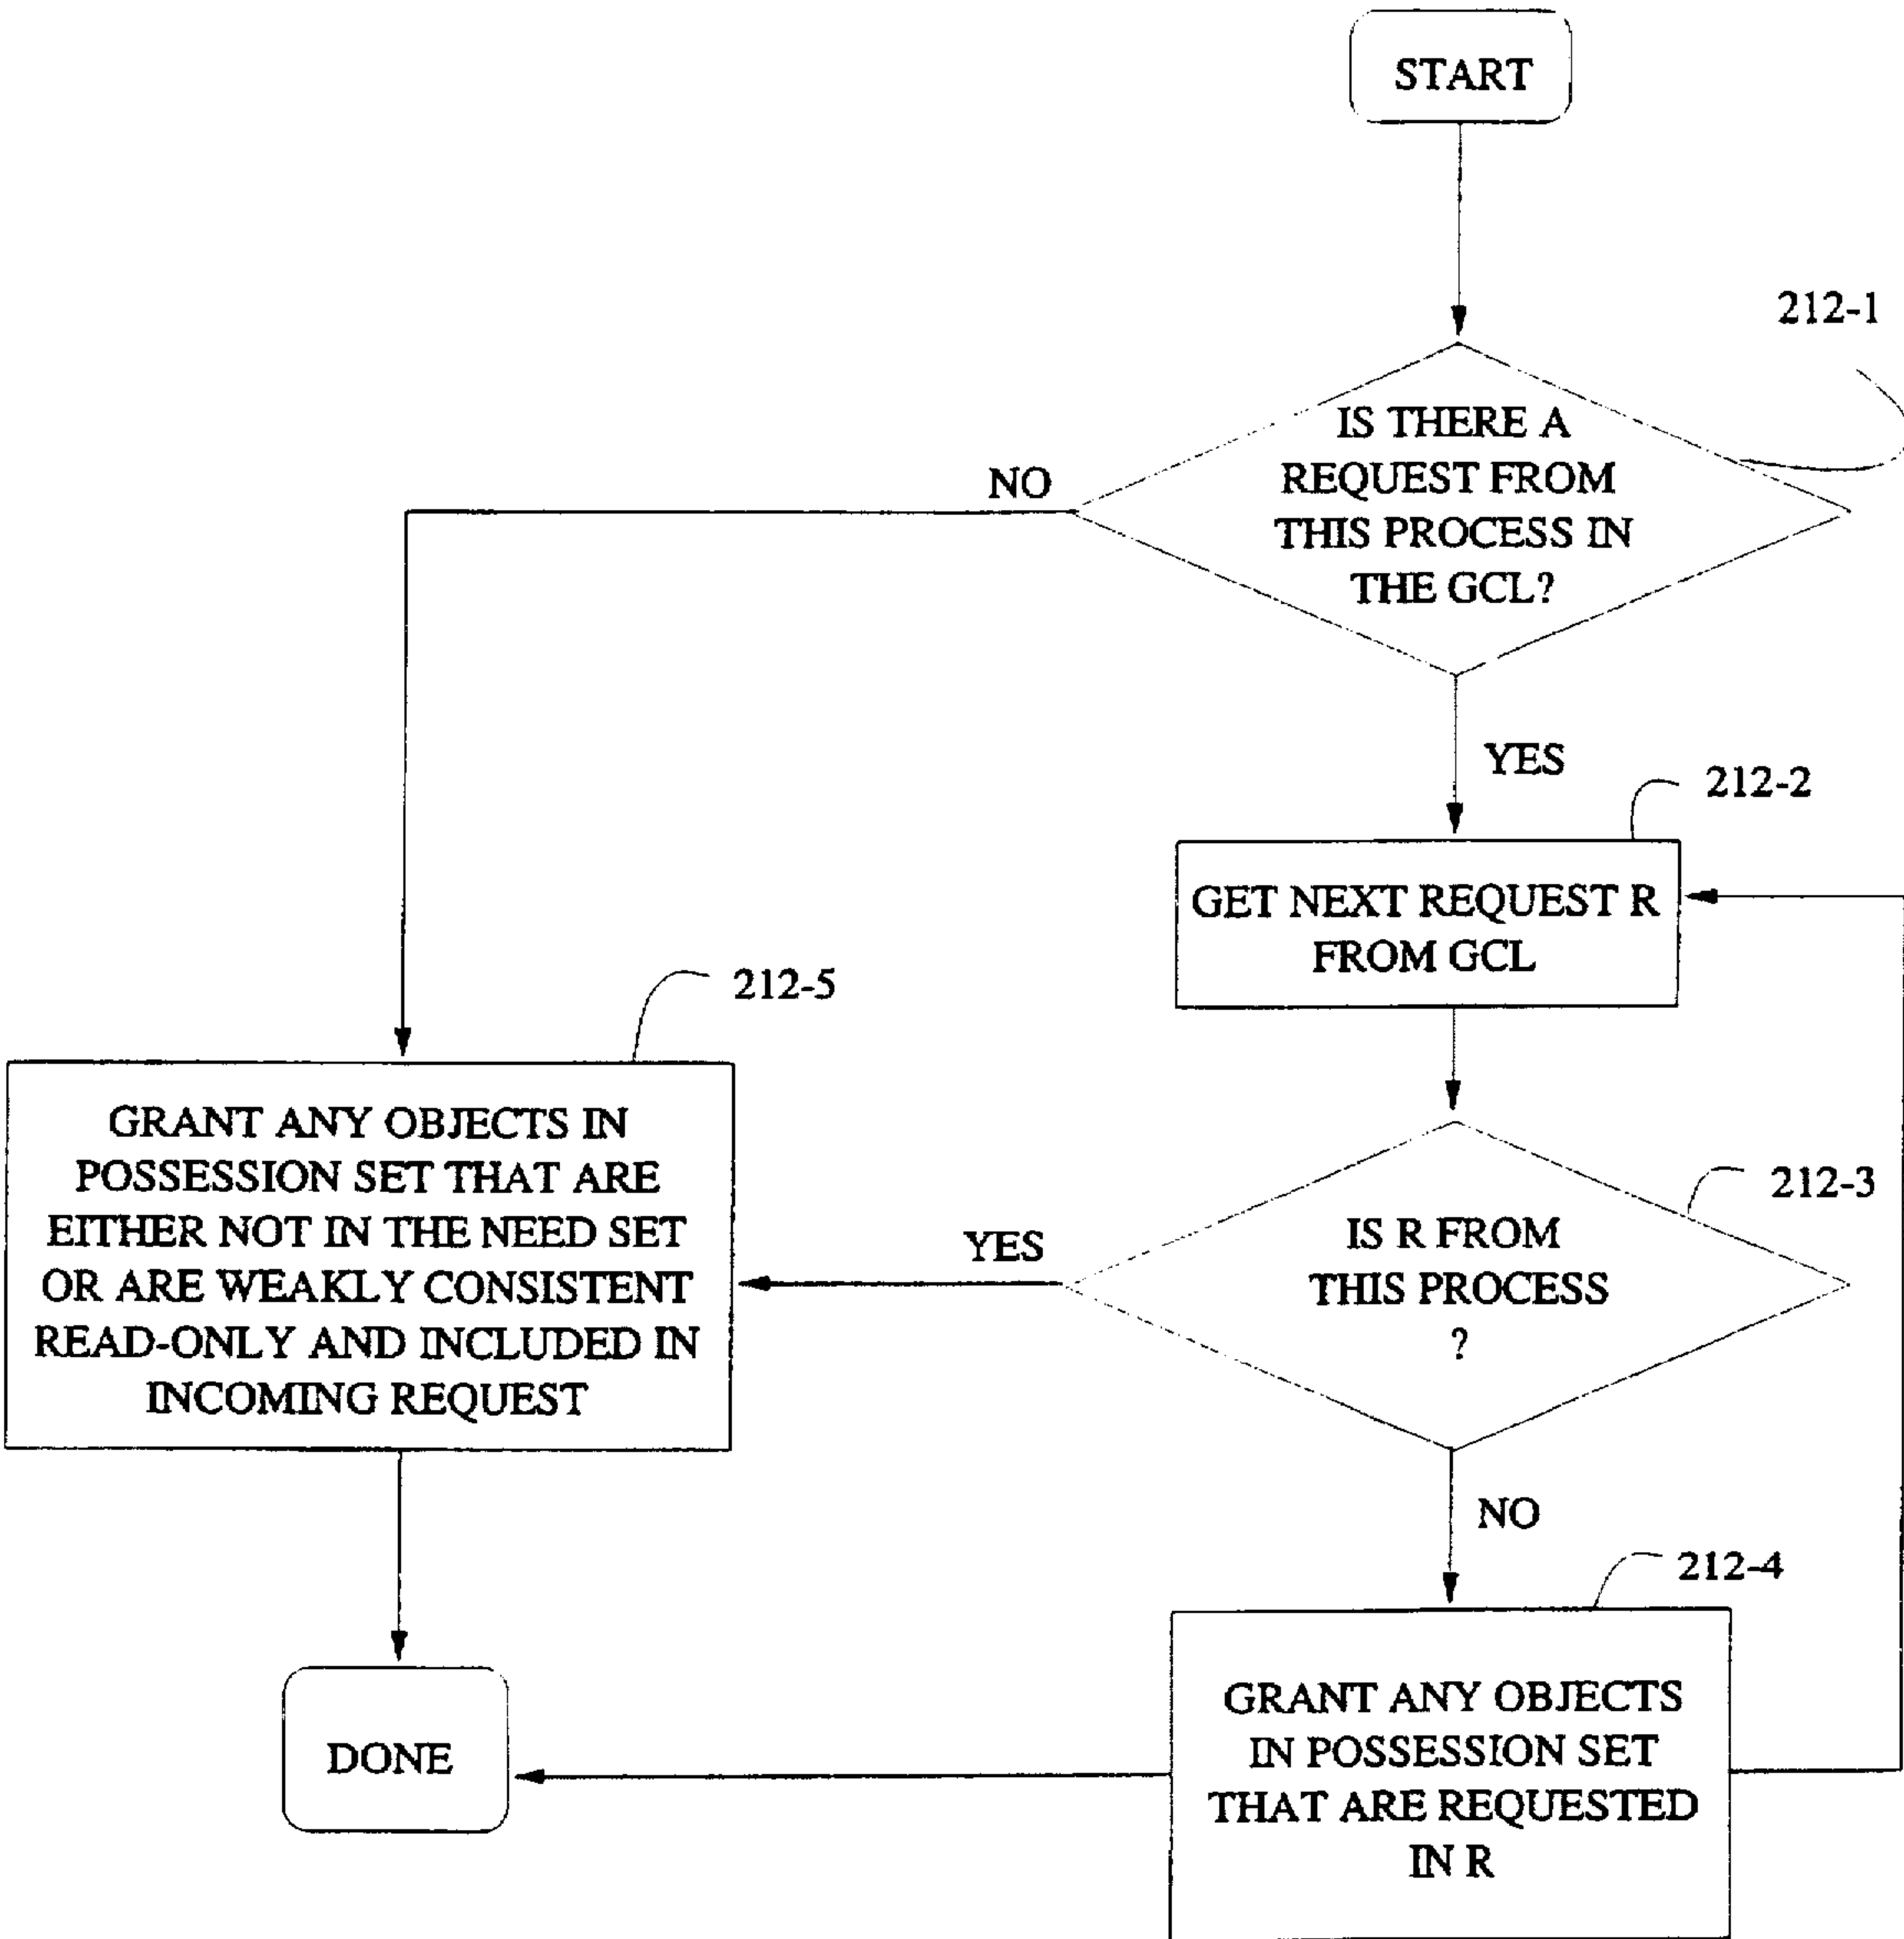 START
212-1
IS THERE A
REQUEST FROM
THIS PROCESS IN
THE GCL?
NO
YES
212-2
GET NEXT REQUEST R
FROM GCL
212-5
GRANT ANY OBJECTS IN
POSSESSION SET THAT ARE
EITHER NOT IN THE NEED SET
OR ARE WEAKLY CONSISTENT
READ-ONLY AND INCLUDED IN
INCOMING REQUEST
212-3
IS R FROM
THIS PROCESS
?
YES
NO
212-4
GRANT ANY OBJECTS
IN POSSESSION SET
THAT ARE REQUESTED
IN R
DONE